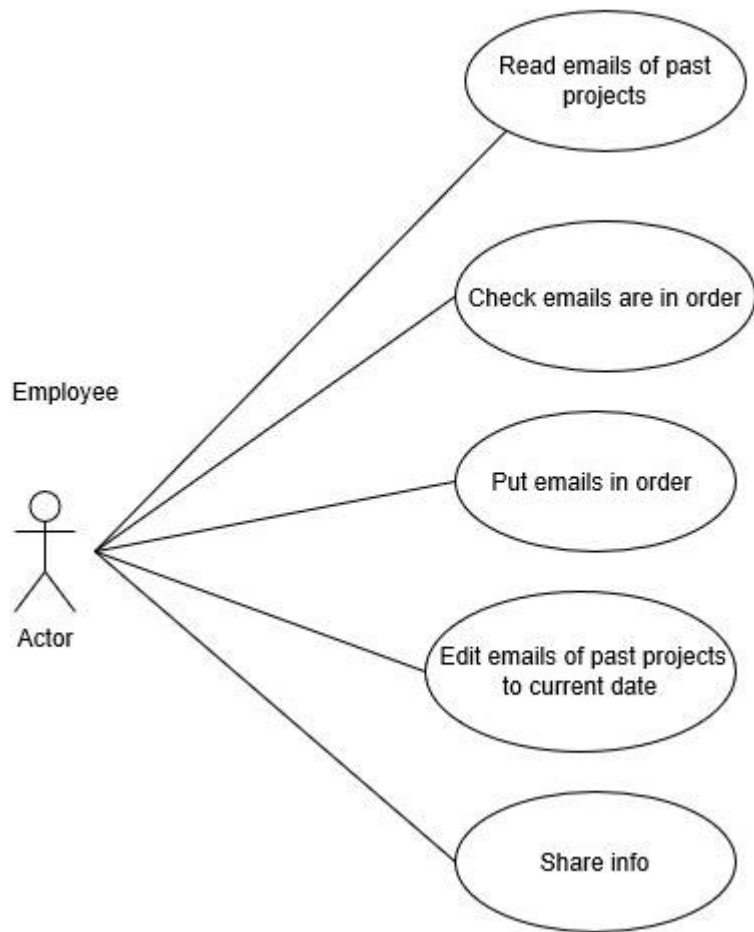 Read emails of past
projects
Check emails are in order
Employee
Put emails in order
Actor
Edit emails of past projects
to current date
Share info